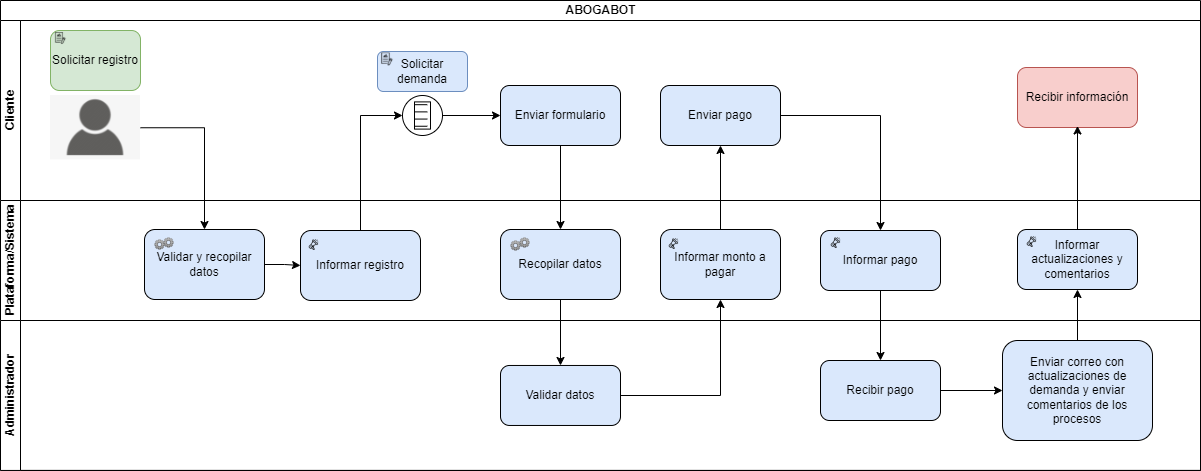 ABOGABOT
Cliente
Solicitar registro
Solicitar
demanda
Enviar formulario
Enviar pago
Recibir información
Plataforma/Sistema
Validar y recopilar
datos
Informar registro
Recopilar datos
Informar monto a
pagar
Informar pago
Informar
actualizaciones y
comentarios
Administrador
Validar datos
Recibir pago
Enviar correo con
actualizaciones de
demanda y enviar
comentarios de los
procesos